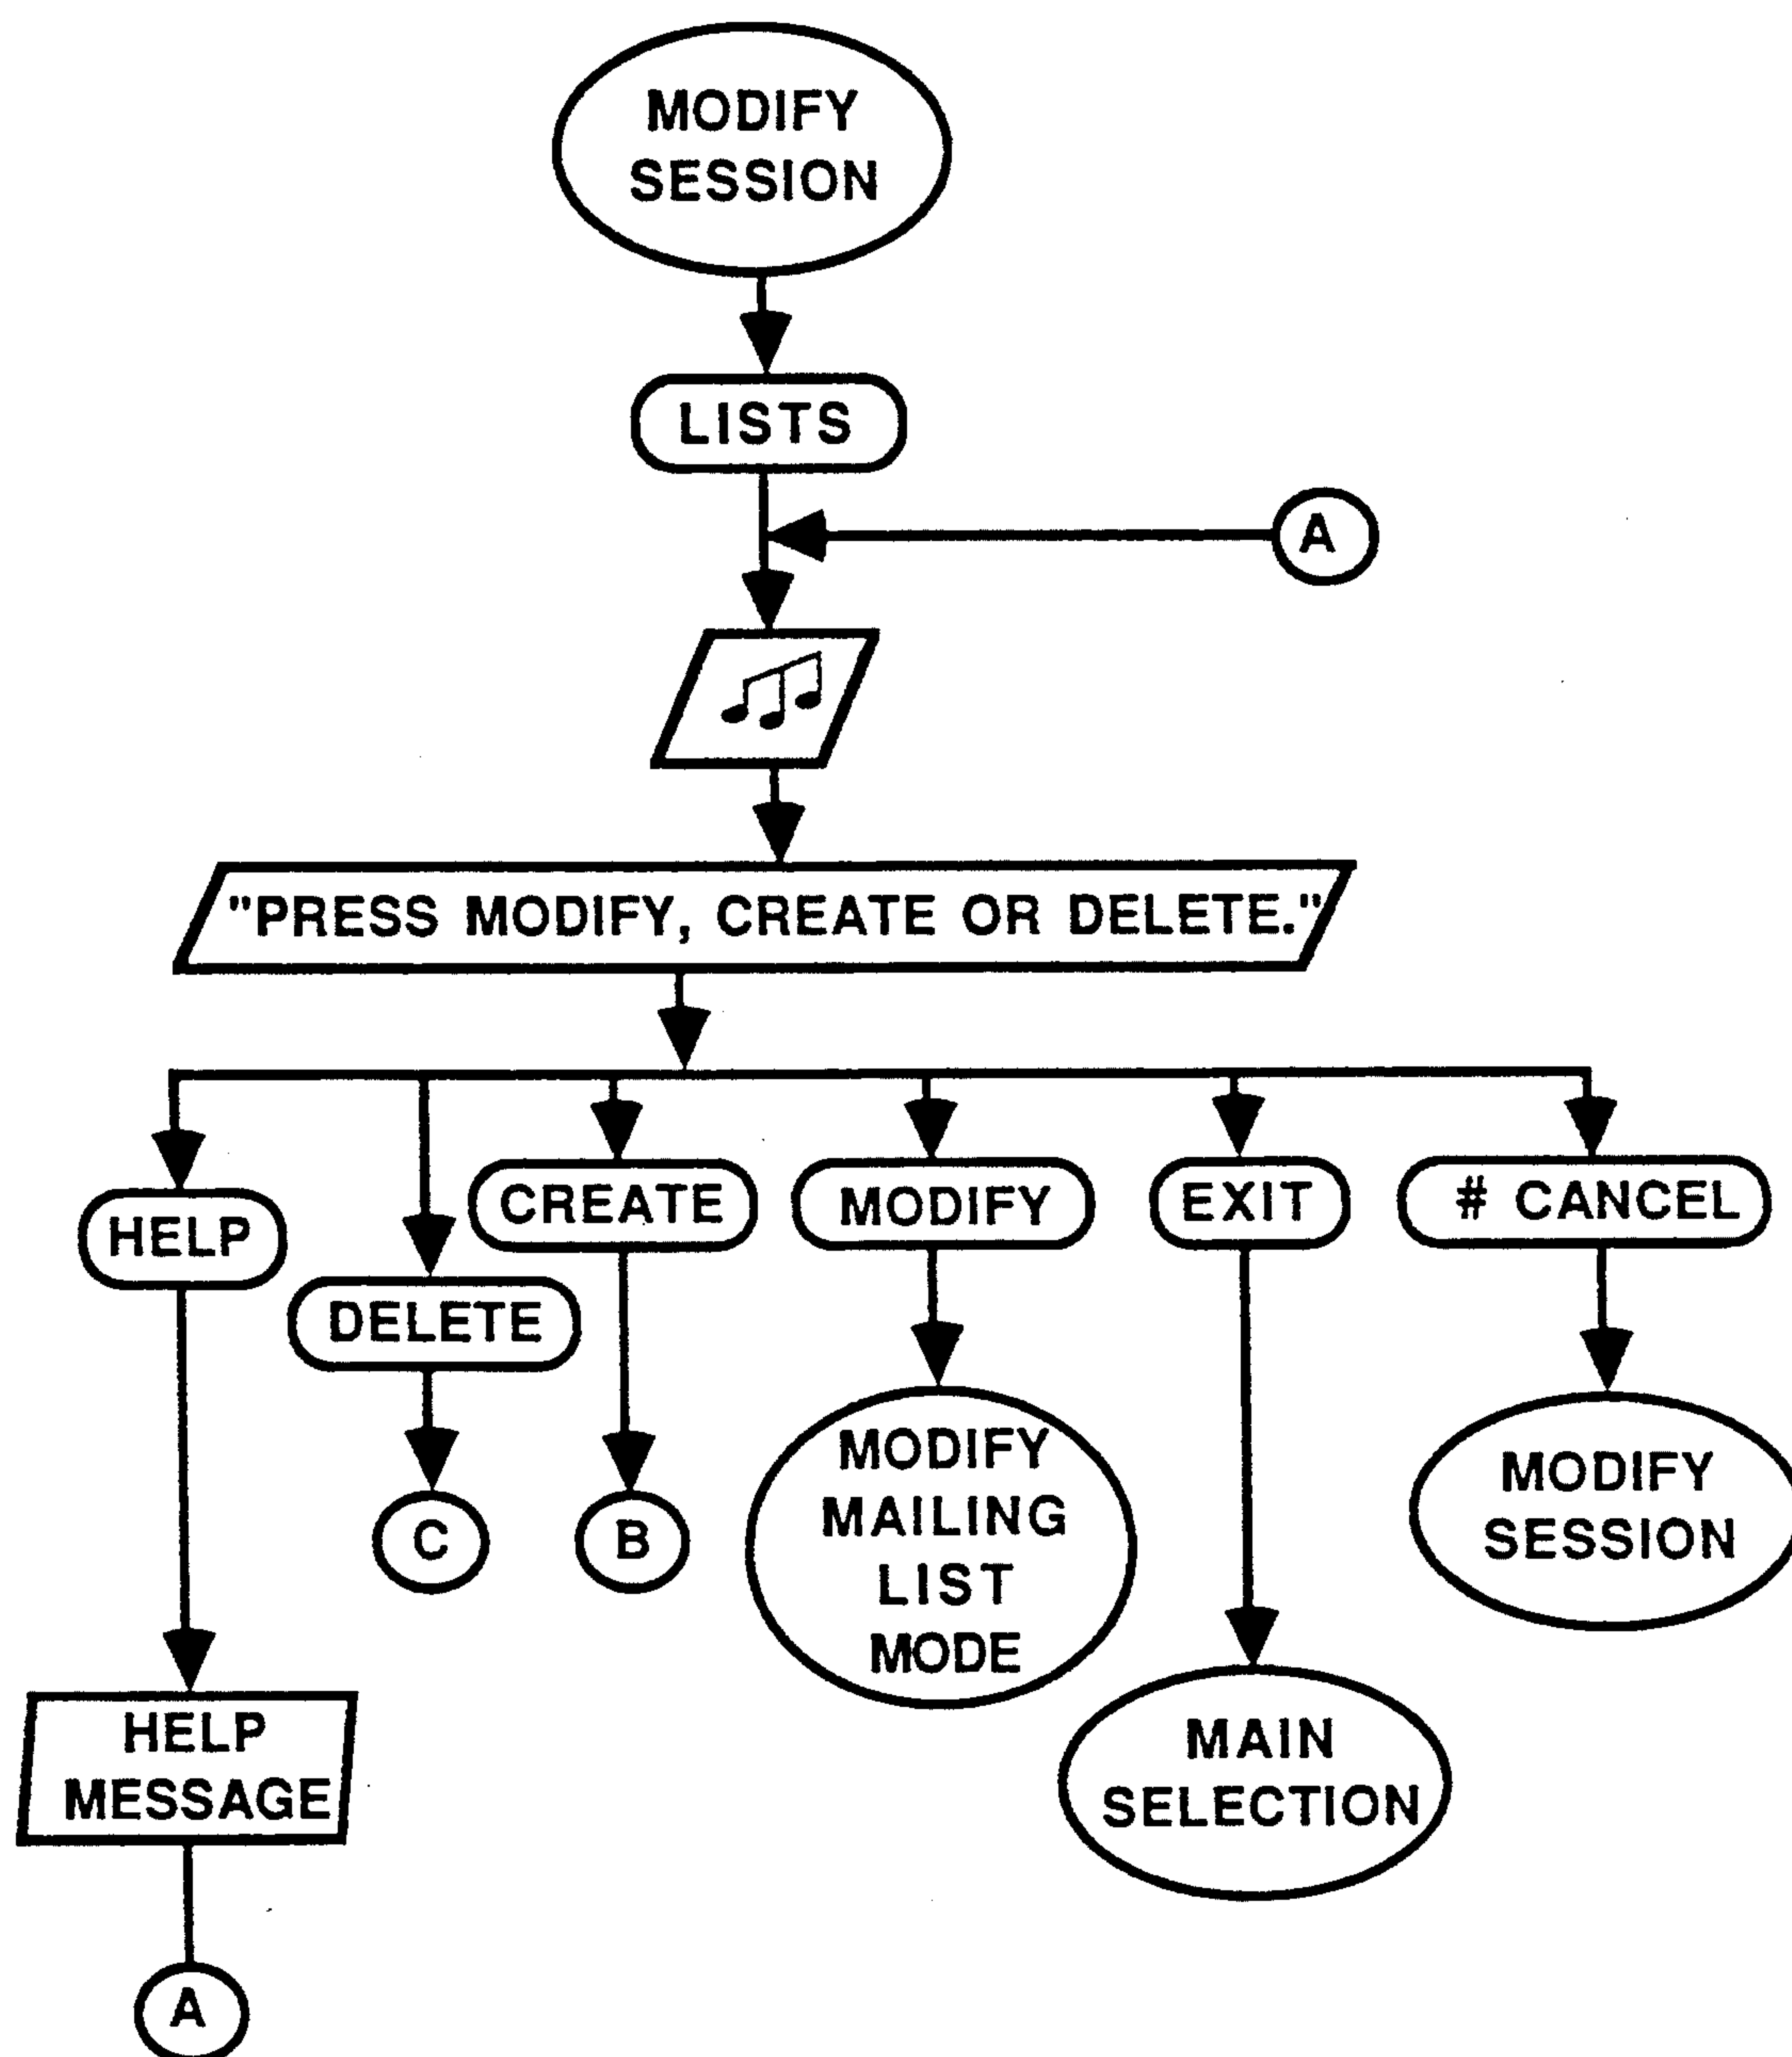 MODIFY
SESSION
LISTS
A
"PRESS MODIFY, CREATE OR DELETE."
HELP
DELETE
CREATE
MODIFY
EXIT
# CANCEL
C
B
MODIFY
MAILING
LIST
MODE
MODIFY
SESSION
MAIN
SELECTION
HELP
MESSAGE
A